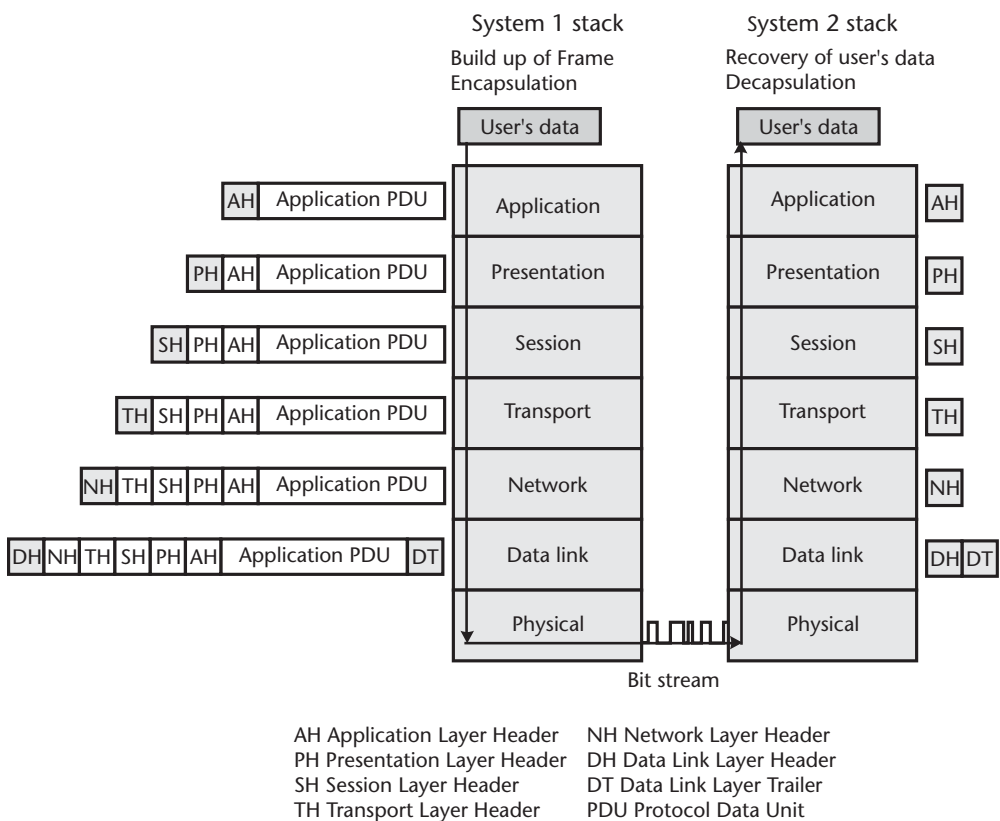 System 1 stack
System 2 stack
Build up of Frame
Encapsulation
Recovery of user's data
Decapsulation
User's data
User's data
AH Application PDU
Application
Application
AH
PH AH Application PDU
Presentation
Presentation
PH
SH PH AH Application PDU
Session
Session
SH
TH SH PH AH Application PDU
Transport
Transport
TH
NH TH SH PH AH Application PDU
Network
Network
NH
DH NH TH SH PH AH Application PDU DT
Data link
Data link
DH DT
Physical
Physical
Bit stream
AH Application Layer Header
PH Presentation Layer Header
SH Session Layer Header
TH Transport Layer Header
NH Network Layer Header
DH Data Link Layer Header
DT Data Link Layer Trailer
PDU Protocol Data Unit